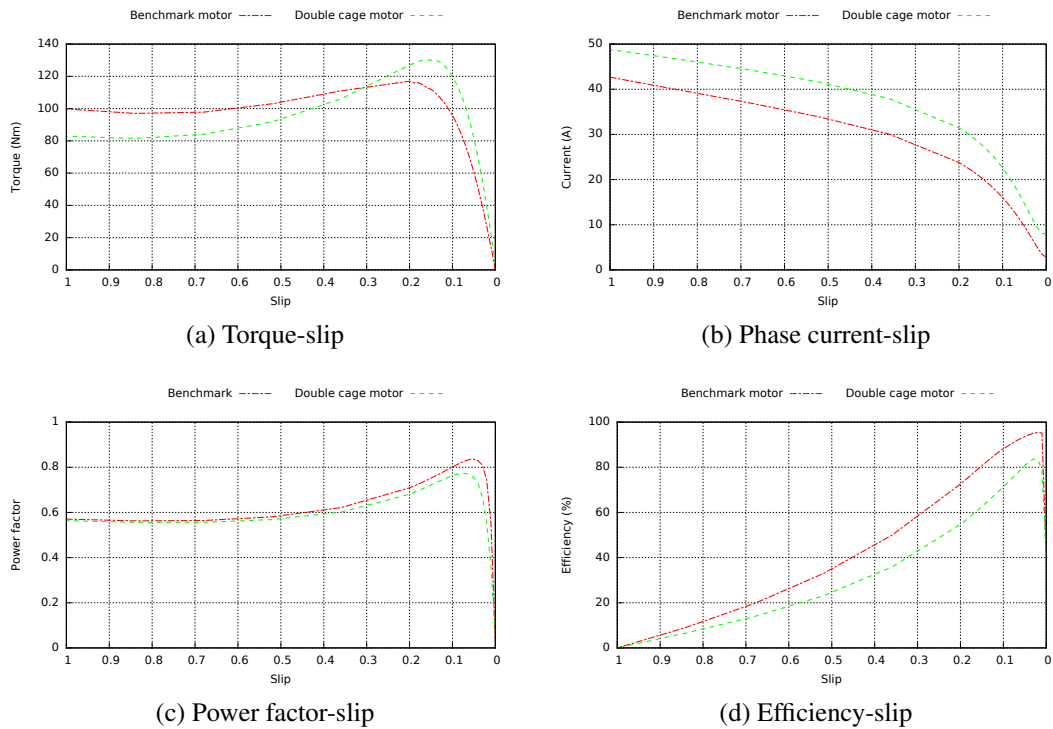 Benchmark motor Double cage motor
140
120
100
80
60
40
20
0
Torque (Nm)
1 0.9 0.8 0.7 0.6 0.5 0.4 0.3 0.2 0.1 0
Slip
(a) Torque-slip
Benchmark motor Double cage motor
50
40
30
20
10
0
Current (A)
1 0.9 0.8 0.7 0.6 0.5 0.4 0.3 0.2 0.1 0
Slip
(b) Phase current-slip
Benchmark Double cage motor
1
0.8
0.6
0.4
0.2
0
Power factor
1 0.9 0.8 0.7 0.6 0.5 0.4 0.3 0.2 0.1 0
Slip
(c) Power factor-slip
Benchmark motor Double cage motor
100
80
60
40
20
0
Efficiency (%)
1 0.9 0.8 0.7 0.6 0.5 0.4 0.3 0.2 0.1 0
Slip
(d) Efficiency-slip